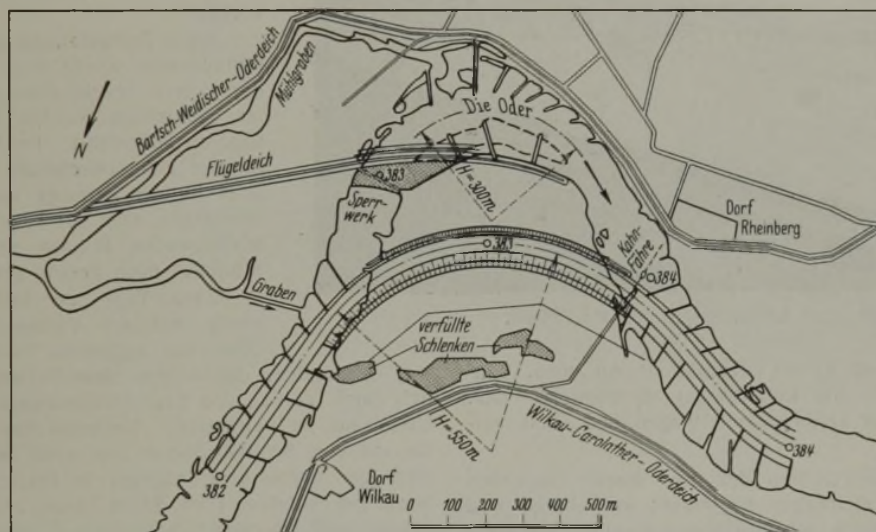 Bartsch-Weidischer-Oderdeich
Mühlgraben
Die Oder
N
Flügeldeich
383
H=300m
Sperr-
werk
Dorf
Rheinberg
383
Kahn-
Fähre
384
Graben
verfüllte
Schlenken
H=550m
Wilkau-Carolather-Oderdeich
384
382
Dorf
Wilkau
0 100 200 300 400 500 m